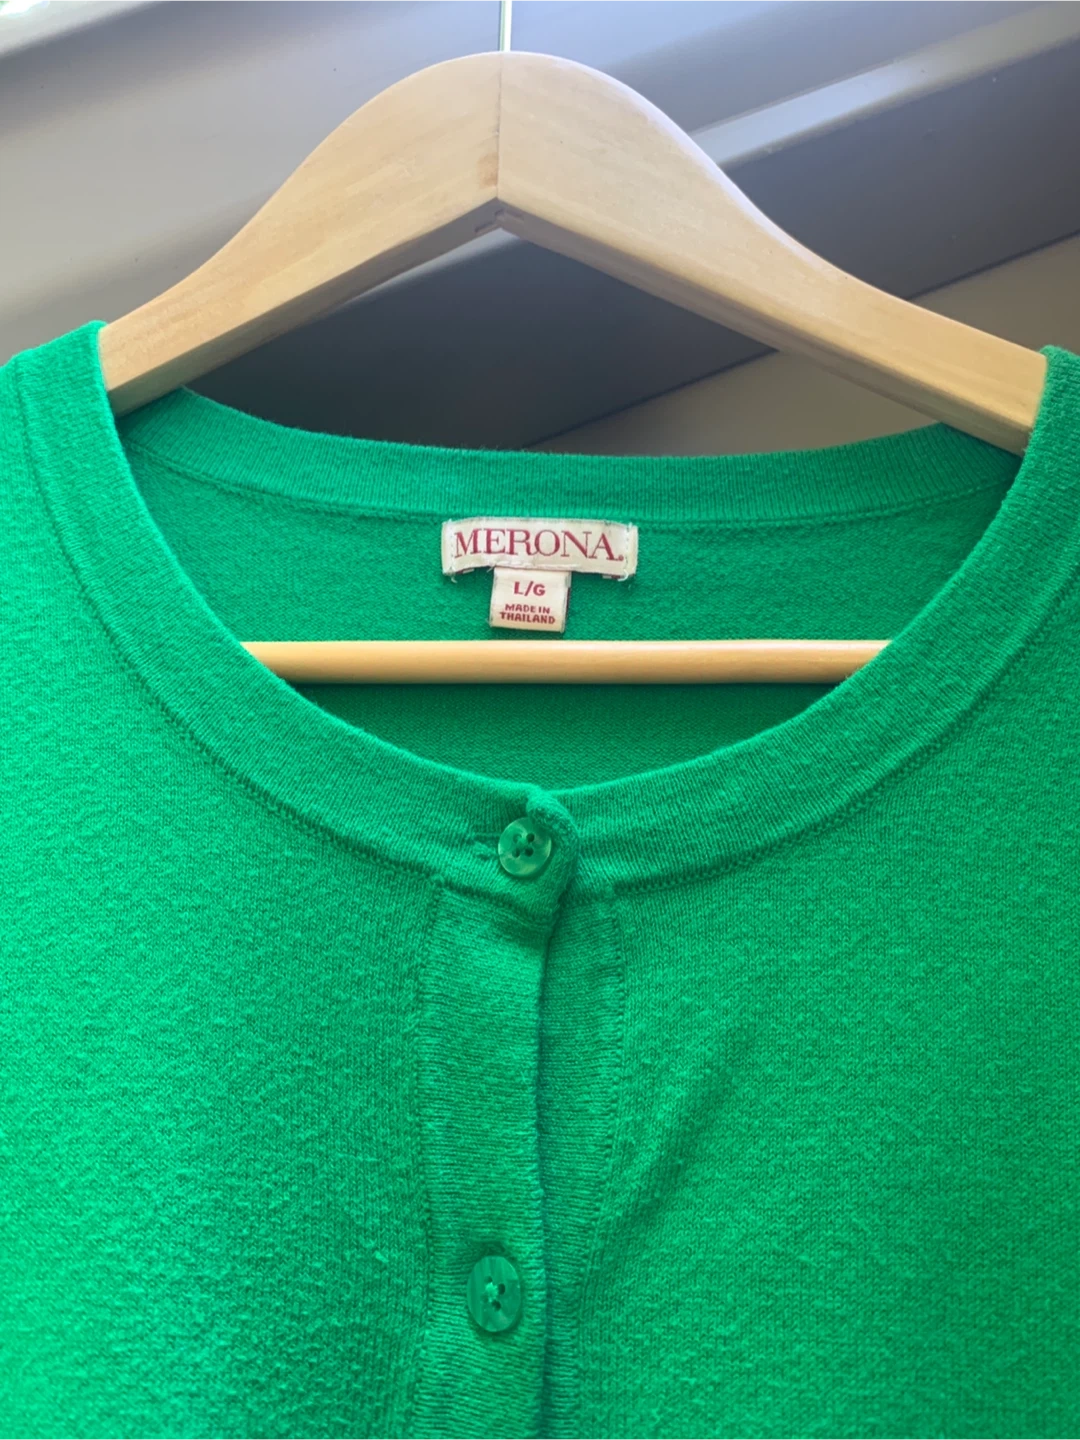 MERONA.
L/G
MADE IN
THAILAND